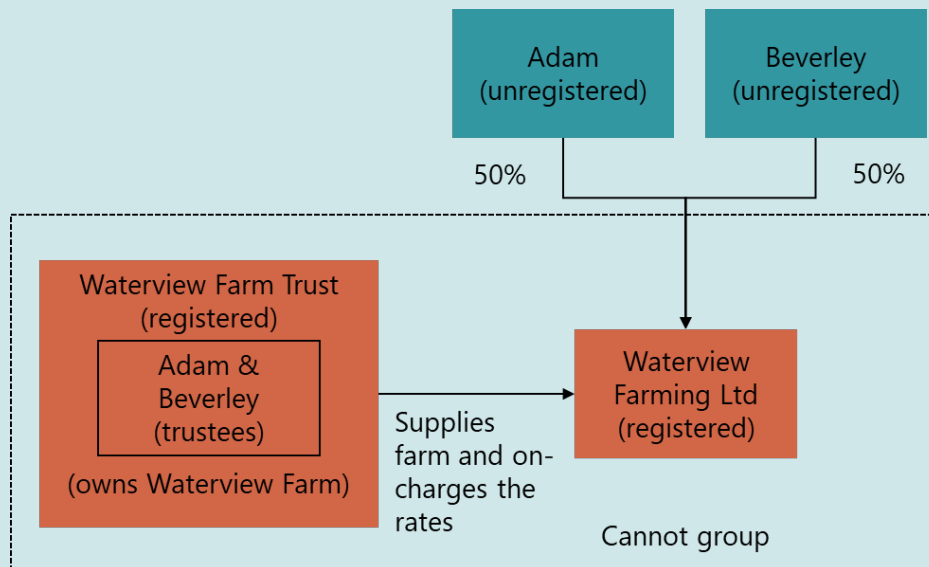 Adam
(unregistered)
Beverley
(unregistered)
50%
50%
Waterview Farm Trust
(registered)
Adam &
Beverley
(trustees)
(owns Waterview Farm)
Supplies
farm and on-
charges the
rates
Waterview
Farming Ltd
(registered)
Cannot group